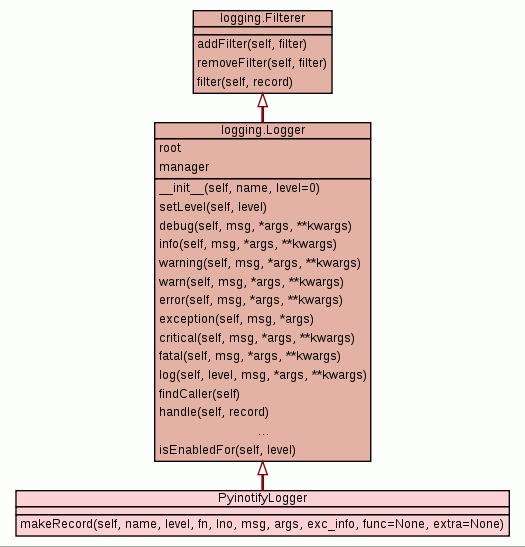 logging.Filterer
addFilter(self, filter)
removeFilter(self, filter)
filter(self, record)
logging.Logger
root
manager
__init__(self, name, level=0)
setLevel(self, level)
debug(self, msg, *args, **kwargs)
info(self, msg, *args, **kwargs)
warning(self, msg, *args, **kwargs)
warn(self, msg, *args, **kwargs)
error(self, msg, *args, **kwargs)
exception(self, msg, *args)
critical(self, msg, *args, **kwargs)
fatal(self, msg, *args, **kwargs)
log(self, level, msg, *args, **kwargs)
findCaller(self)
handle(self, record)
...
isEnabledFor(self, level)
PyinotifyLogger
makeRecord(self, name, level, fn, lno, msg, args, exc_info, func=None, extra=None)